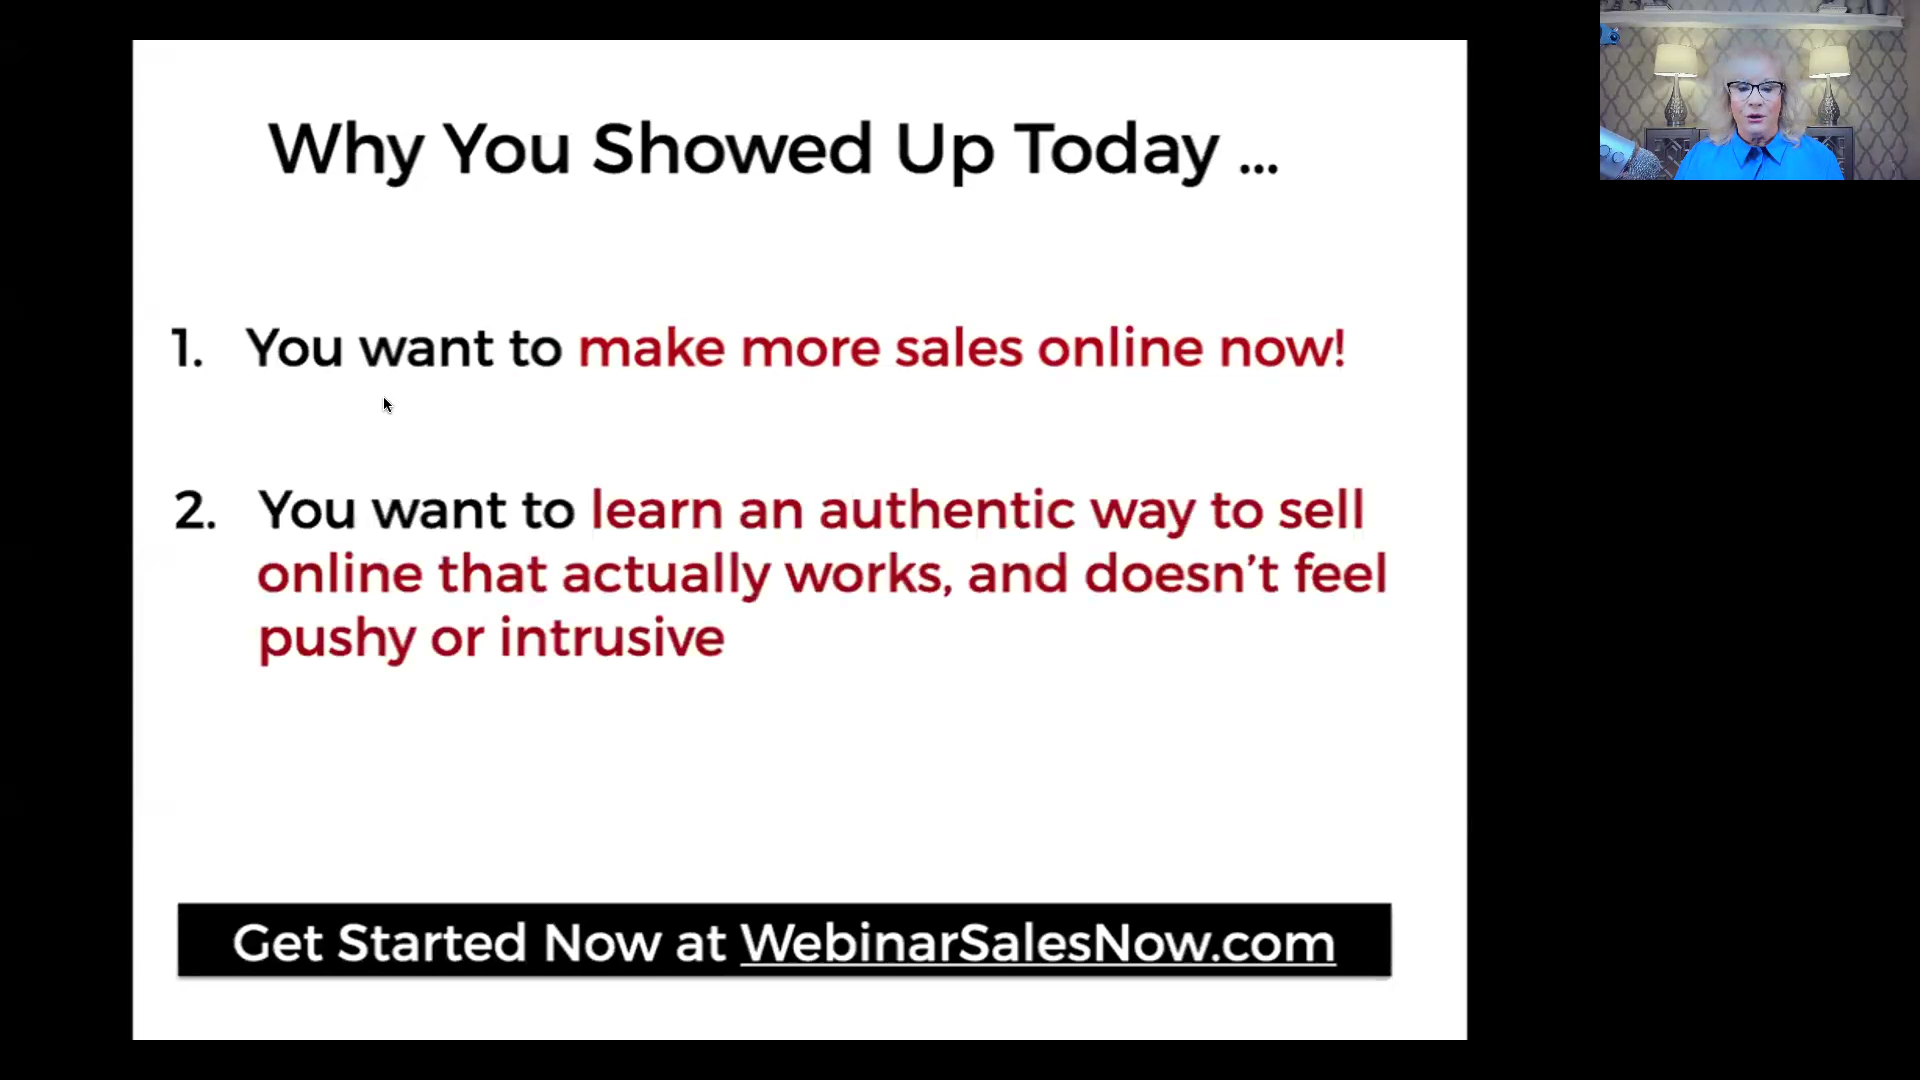 Why You Showed Up Today ...
1. You want to make more sales online now!
2. You want to learn an authentic way to sell
online that actually works, and doesn’t feel
pushy or intrusive
Get Started Now at WebinarSalesNow.com